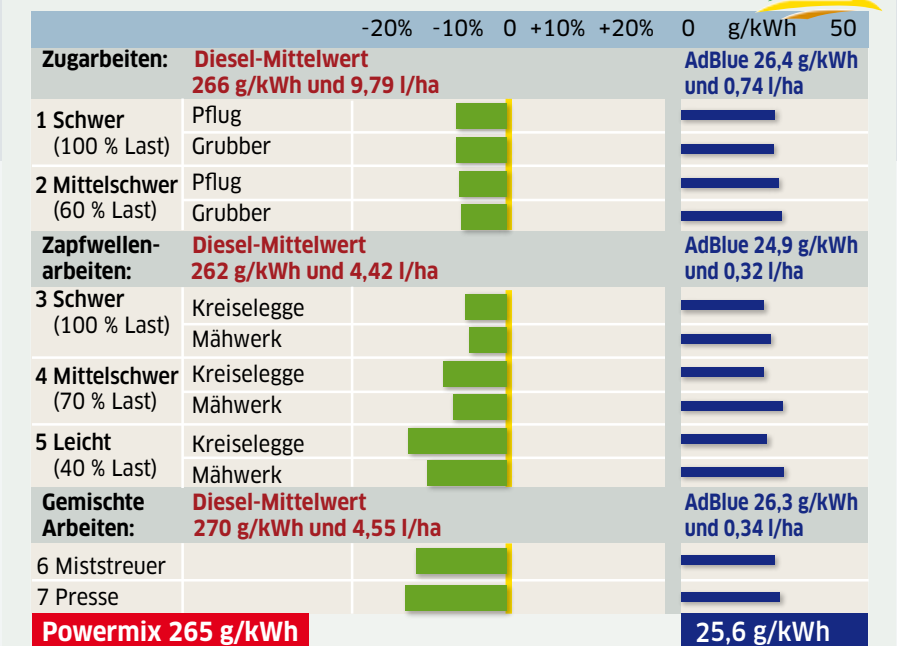 -20% -10% 0 +10% +20% 0 g/kWh 50
Zugarbeiten: Diesel-Mittelwert AdBlue 26,4 g/kWh
266 g/kWh und 9,79 l/ha und 0,74 l/ha
1 Schwer Pflug
(100 % Last) Grubber
2 Mittelschwer Pflug
(60 % Last) Grubber
Zapfwellen- Diesel-Mittelwert AdBlue 24,9 g/kWh
arbeiten: 262 g/kWh und 4,42 l/ha und 0,32 l/ha
3 Schwer Kreiselegge
(100 % Last) Mähwerk
4 Mittelschwer Kreiselegge
(70 % Last) Mähwerk
5 Leicht Kreiselegge
(40 % Last) Mähwerk
Gemischte Diesel-Mittelwert AdBlue 26,3 g/kWh
Arbeiten: 270 g/kWh und 4,55 l/ha und 0,34 l/ha
6 Miststreuer
7 Presse
Powermix 265 g/kWh 25,6 g/kWh